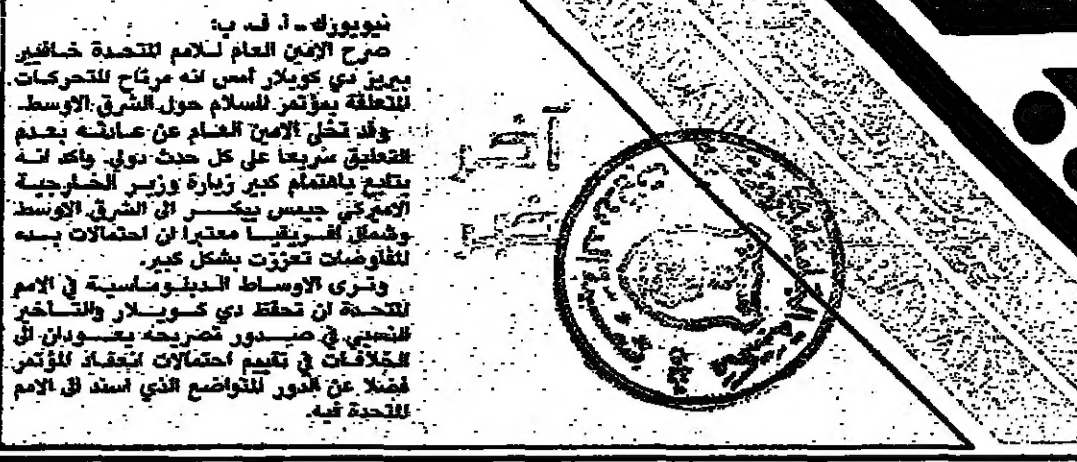 نيويورك ـ أ. ف. ب:
صرح الامين العام للامم المتحدة خافيير
بيريز دي كويلار أمس انه مرتاح للتحركات
المتعلقة بمؤتمر للسلام حول الشرق الاوسط.
وقد تخلى الامين العام عن عادته بعدم
التعليق سريعا على كل حدث دولي. واكد انه
يتابع باهتمام كبير زيارة وزير الخارجية
الاميركي جيمس بيكر الى الشرق الاوسط
وشمال افريقيا معتبرا ان احتمالات بدء
المفاوضات تعززت بشكل كبير.
وترى الاوساط الدبلوماسية في الامم
المتحدة ان تحفظ دي كويلار والتأخير
النسبي في صدور تصريحه يعودان الى
الخلافات في تقييم احتمالات انعقاد المؤتمر
فضلا عن الدور المتواضع الذي اسند الى الامم
المتحدة فيه.